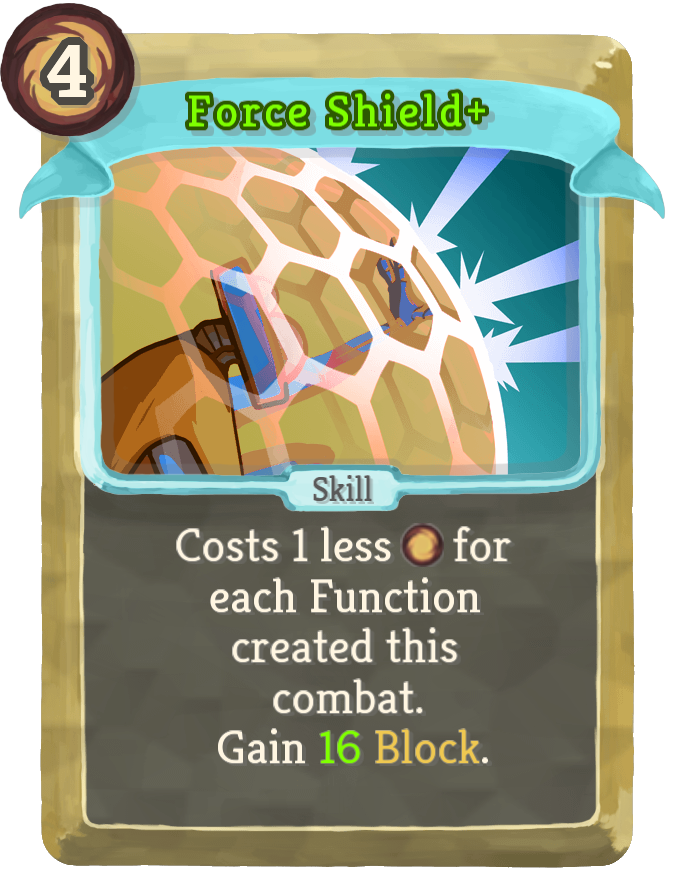 4
Force Shield+
Skill
Costs 1 less for
each Function
created this
combat.
Gain 16 Block.